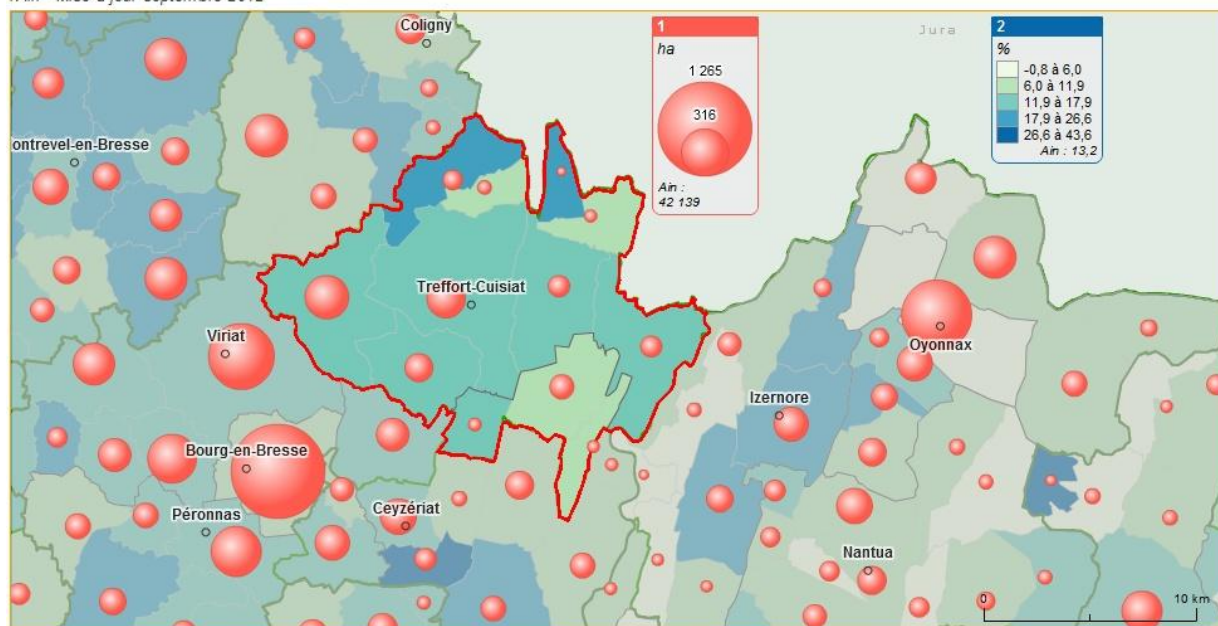 Coligny
Jura
1
ha
1 265
316
Ain :
42 139
2
%
-0,8 à 6,0
6,0 à 11,9
11,9 à 17,9
17,9 à 26,6
26,6 à 43,6
Ain : 13,2
ontrevel-en-Bresse
Treffort-Cuisiat
Viriat
Oyonnax
Izernore
Bourg-en-Bresse
Péronnas
Ceyzériat
Nantua
0 10 km